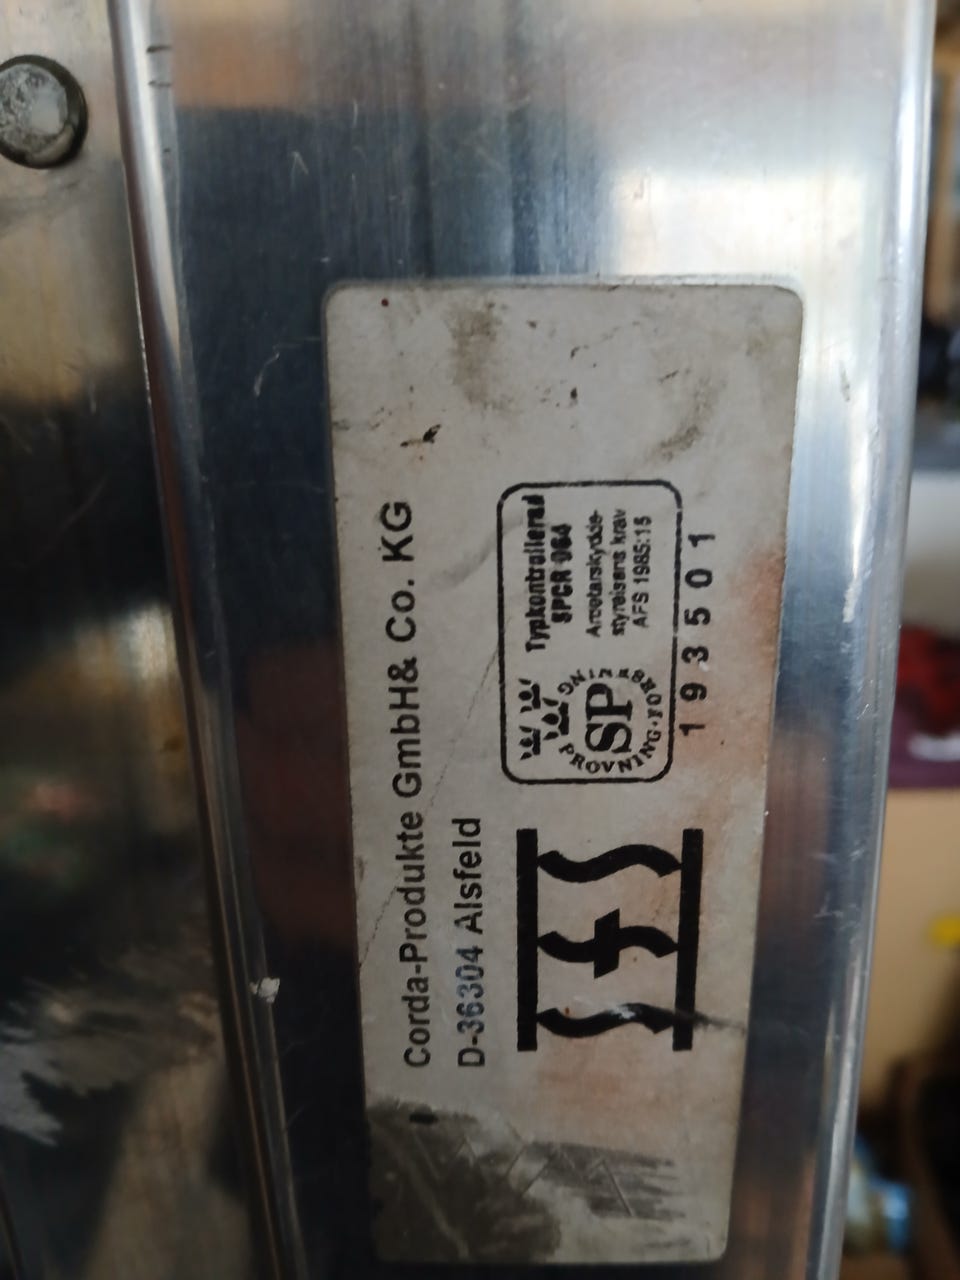 Corda-Produkte GmbH& Co. KG
D-36304 Alsfeld
Typkontrollerad
SPCR 064
Arbetarskydds-
styrelsens krav
AFS 1985:15
SP
PROVNING·FORSKNING
193501